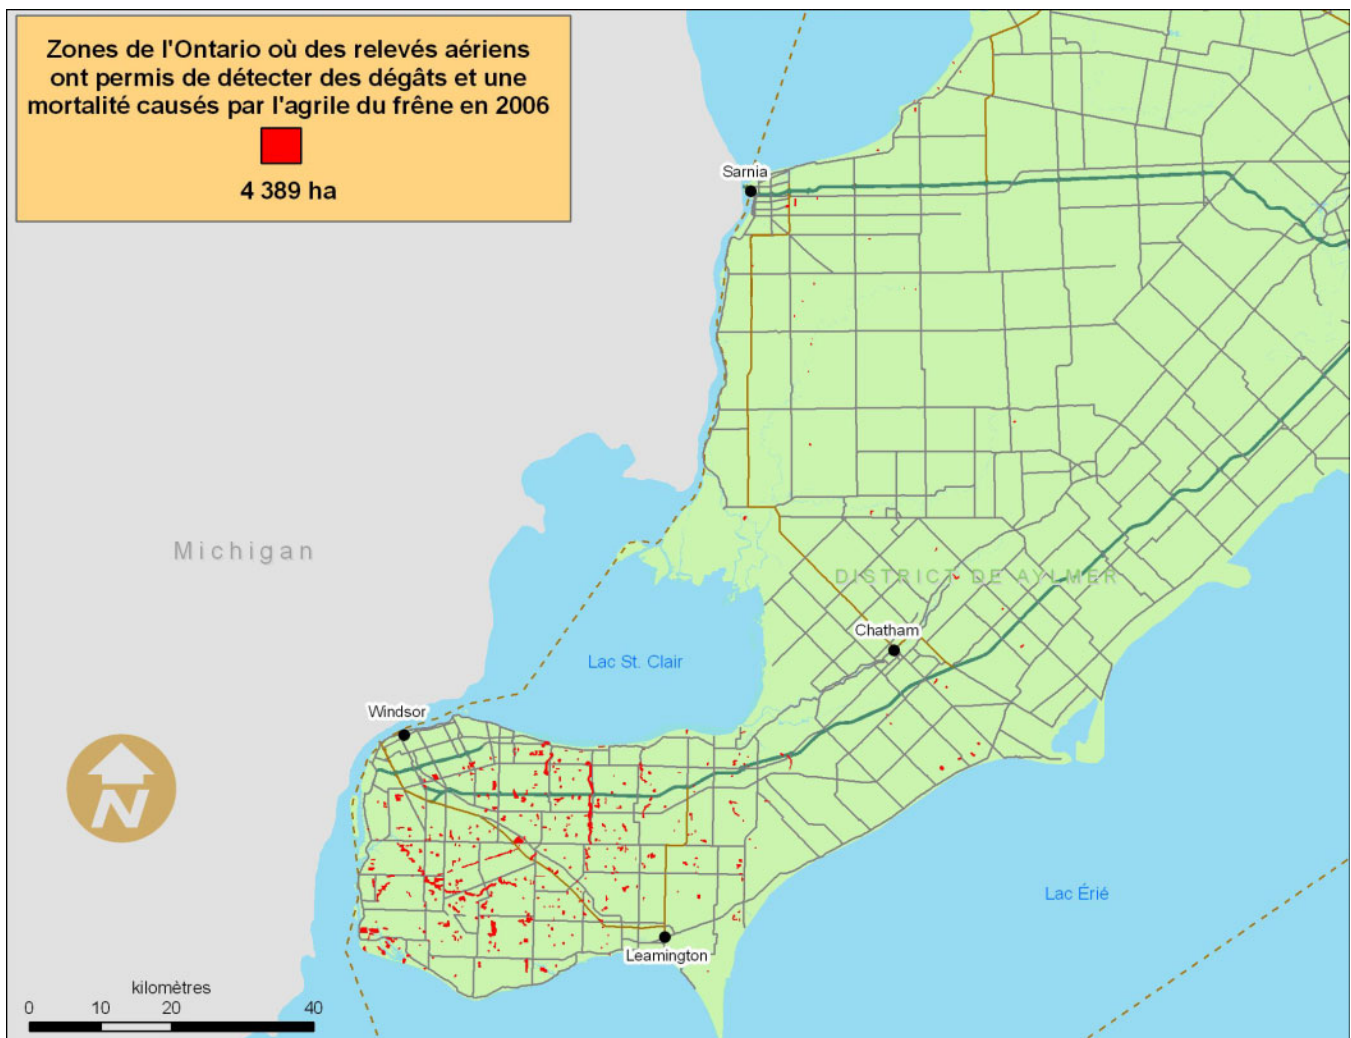 Zones de l'Ontario où des relevés aériens
ont permis de détecter des dégâts et une
mortalité causés par l'agrile du frêne en 2006
4 389 ha
Sarnia
Michigan
DISTRICT DE AYLMER
Chatham
Lac St. Clair
Windsor
N
Lac Érié
Leamington
kilomètres
0 10 20 40